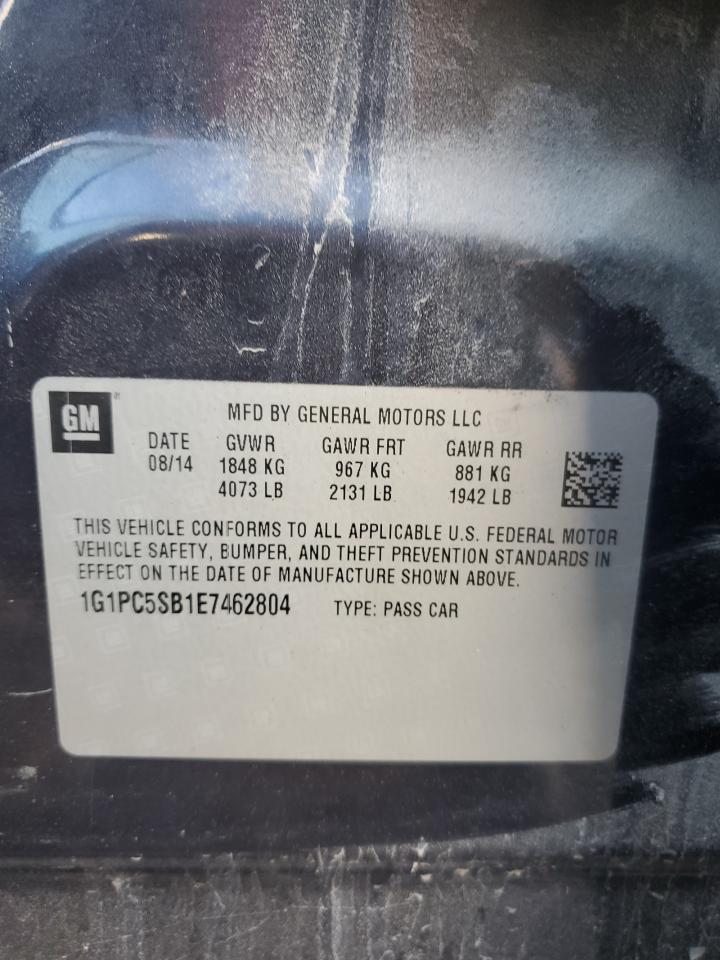 GM
MFD BY GENERAL MOTORS LLC
DATE GVWR GAWR FRT GAWR RR
08/14 1848 KG 967 KG 881 KG
4073 LB 2131 LB 1942 LB
THIS VEHICLE CONFORMS TO ALL APPLICABLE U.S. FEDERAL MOTOR
VEHICLE SAFETY, BUMPER, AND THEFT PREVENTION STANDARDS IN
EFFECT ON THE DATE OF MANUFACTURE SHOWN ABOVE.
1G1PC5SB1E7462804 TYPE: PASS CAR